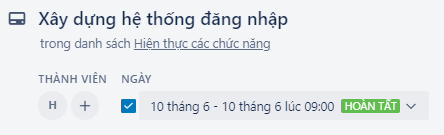 Xây dựng hệ thống đăng nhập
trong danh sách Hiện thực các chức năng
THÀNH VIÊN NGÀY
H + 10 tháng 6 - 10 tháng 6 lúc 09:00 HOÀN TẤT